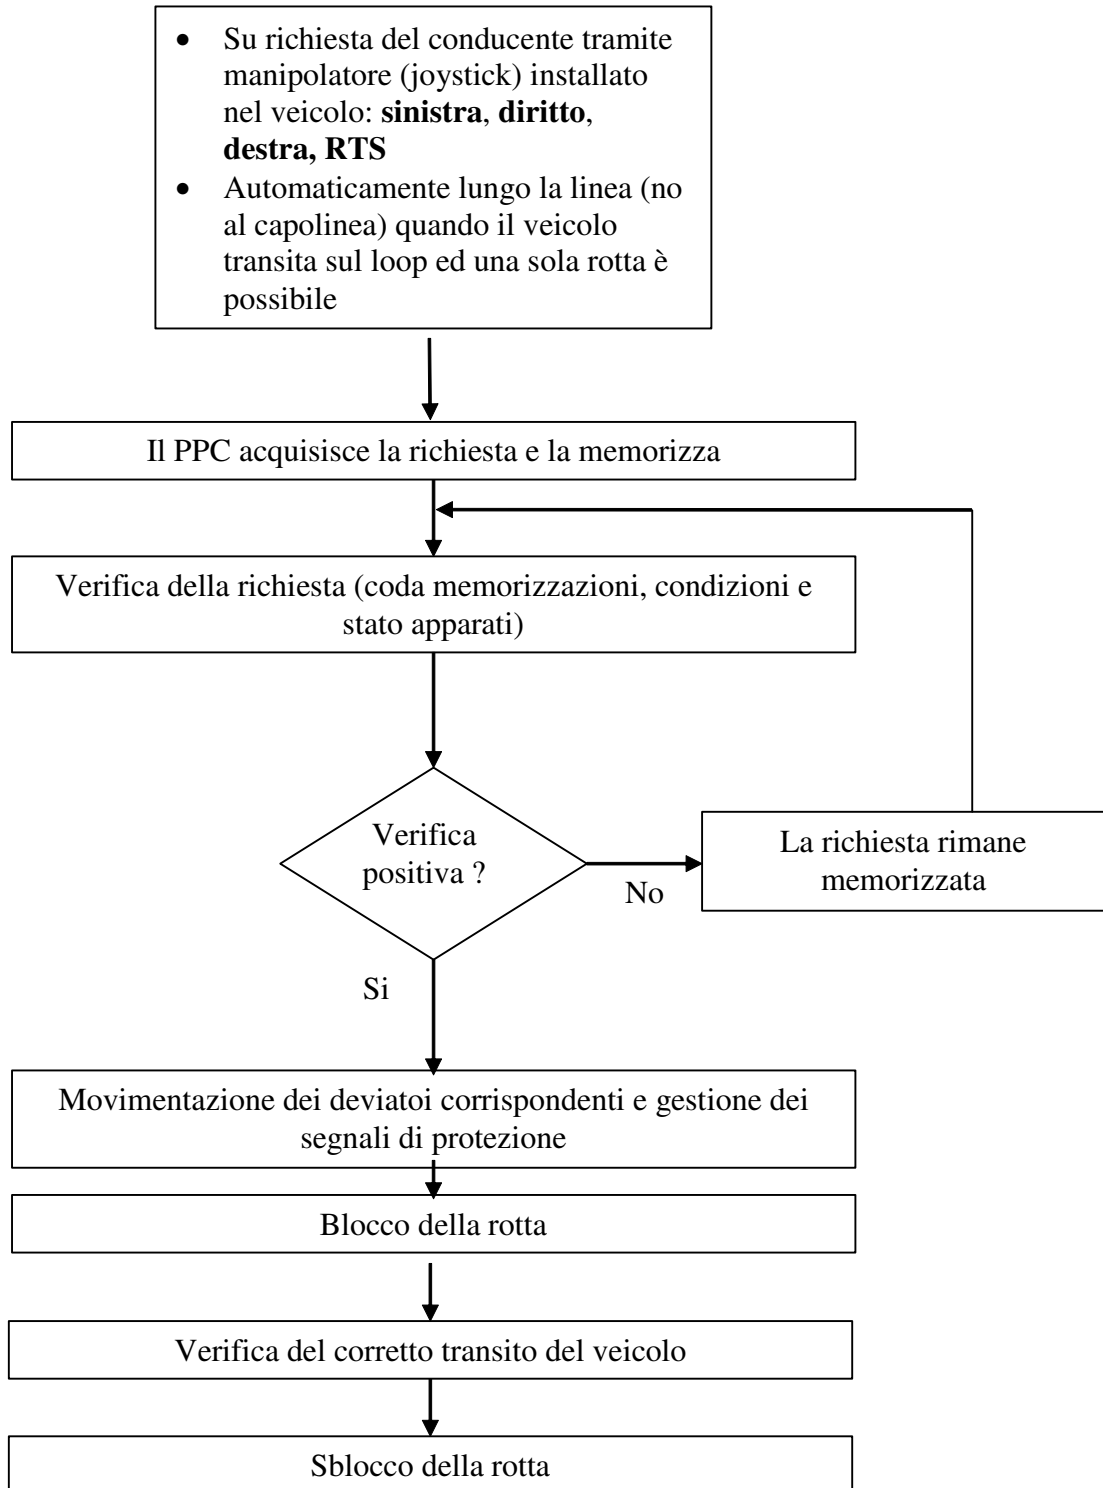 • Su richiesta del conducente tramite
manipolatore (joystick) installato
nel veicolo: sinistra, diritto,
destra, RTS
• Automaticamente lungo la linea (no
al capolinea) quando il veicolo
transita sul loop ed una sola rotta è
possibile
Il PPC acquisisce la richiesta e la memorizza
Verifica della richiesta (coda memorizzazioni, condizioni e
stato apparati)
Verifica
positiva ?
No
La richiesta rimane
memorizzata
Si
Movimentazione dei deviatoi corrispondenti e gestione dei
segnali di protezione
Blocco della rotta
Verifica del corretto transito del veicolo
Sblocco della rotta